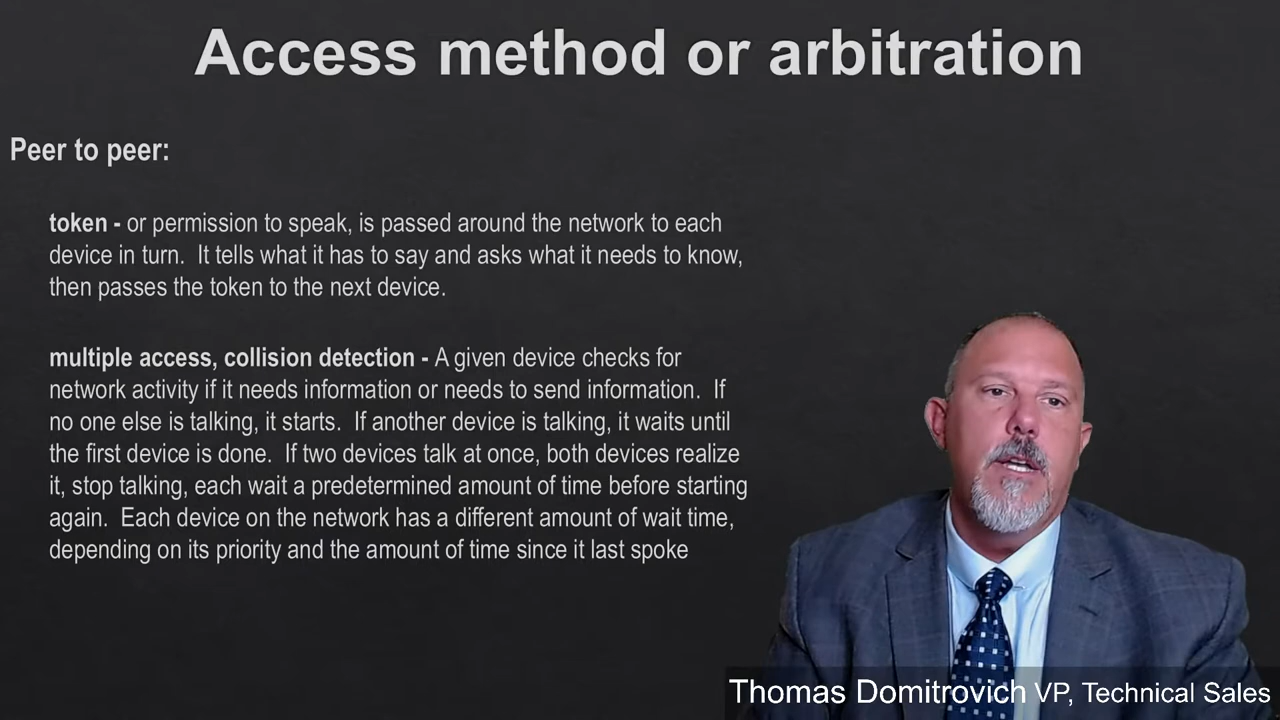 Access method or arbitration
Peer to peer:
token - or permission to speak, is passed around the network to each
device in turn.  It tells what it has to say and asks what it needs to know,
then passes the token to the next device.
multiple access, collision detection - A given device checks for
network activity if it needs information or needs to send information.  If
no one else is talking, it starts.  If another device is talking, it waits until
the first device is done.  If two devices talk at once, both devices realize
it, stop talking, each wait a predetermined amount of time before starting
again.  Each device on the network has a different amount of wait time,
depending on its priority and the amount of time since it last spoke
Thomas Domitrovich VP, Technical Sales